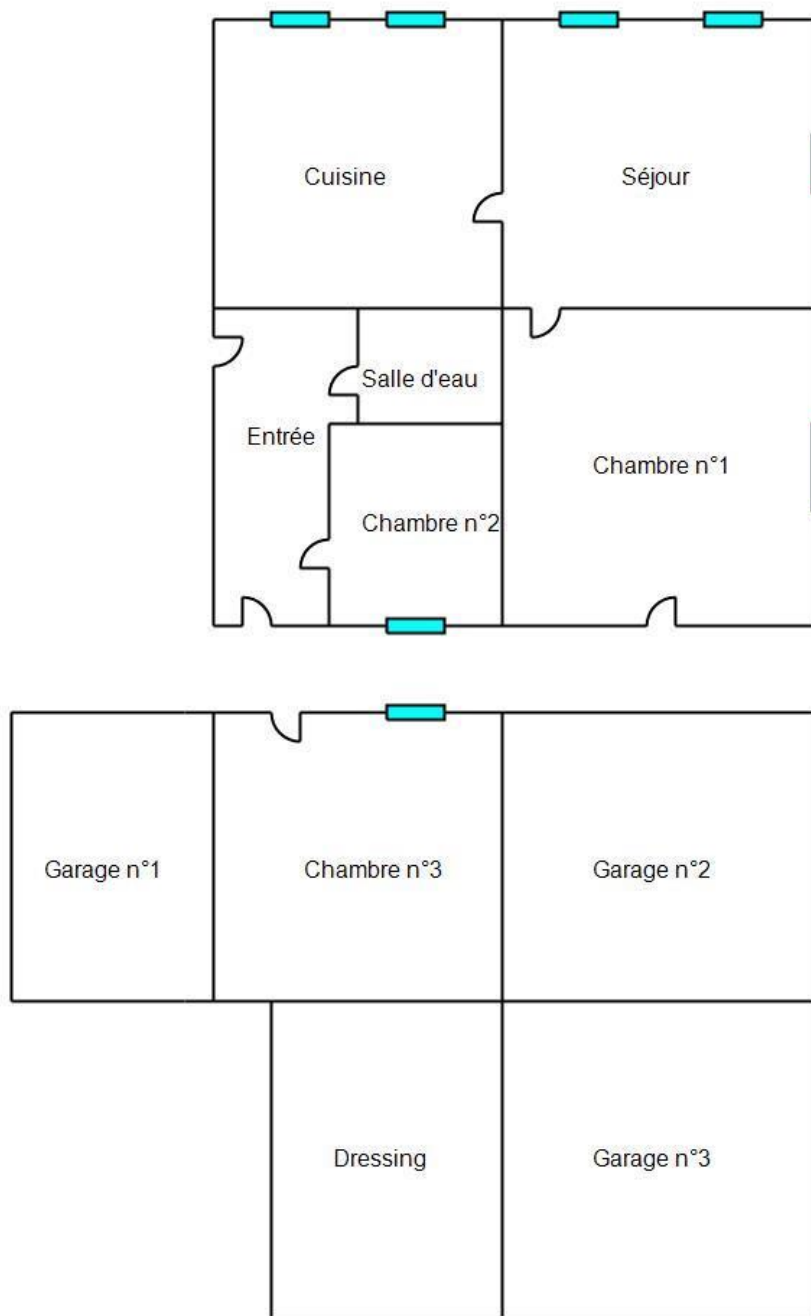 Cuisine
Séjour
Salle d'eau
Entrée
Chambre n°1
Chambre n°2
Garage n°1
Chambre n°3
Garage n°2
Dressing
Garage n°3